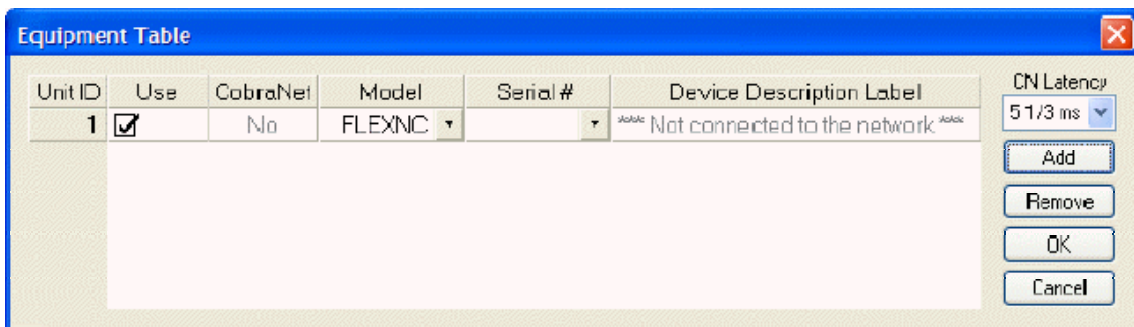 Equipment Table
Unit ID Use CobraNet Model Serial # Device Description Label CN Latency
1 No FLEXNC **** Not connected to the network **** 5 1/3 ms
Add
Remove
OK
Cancel